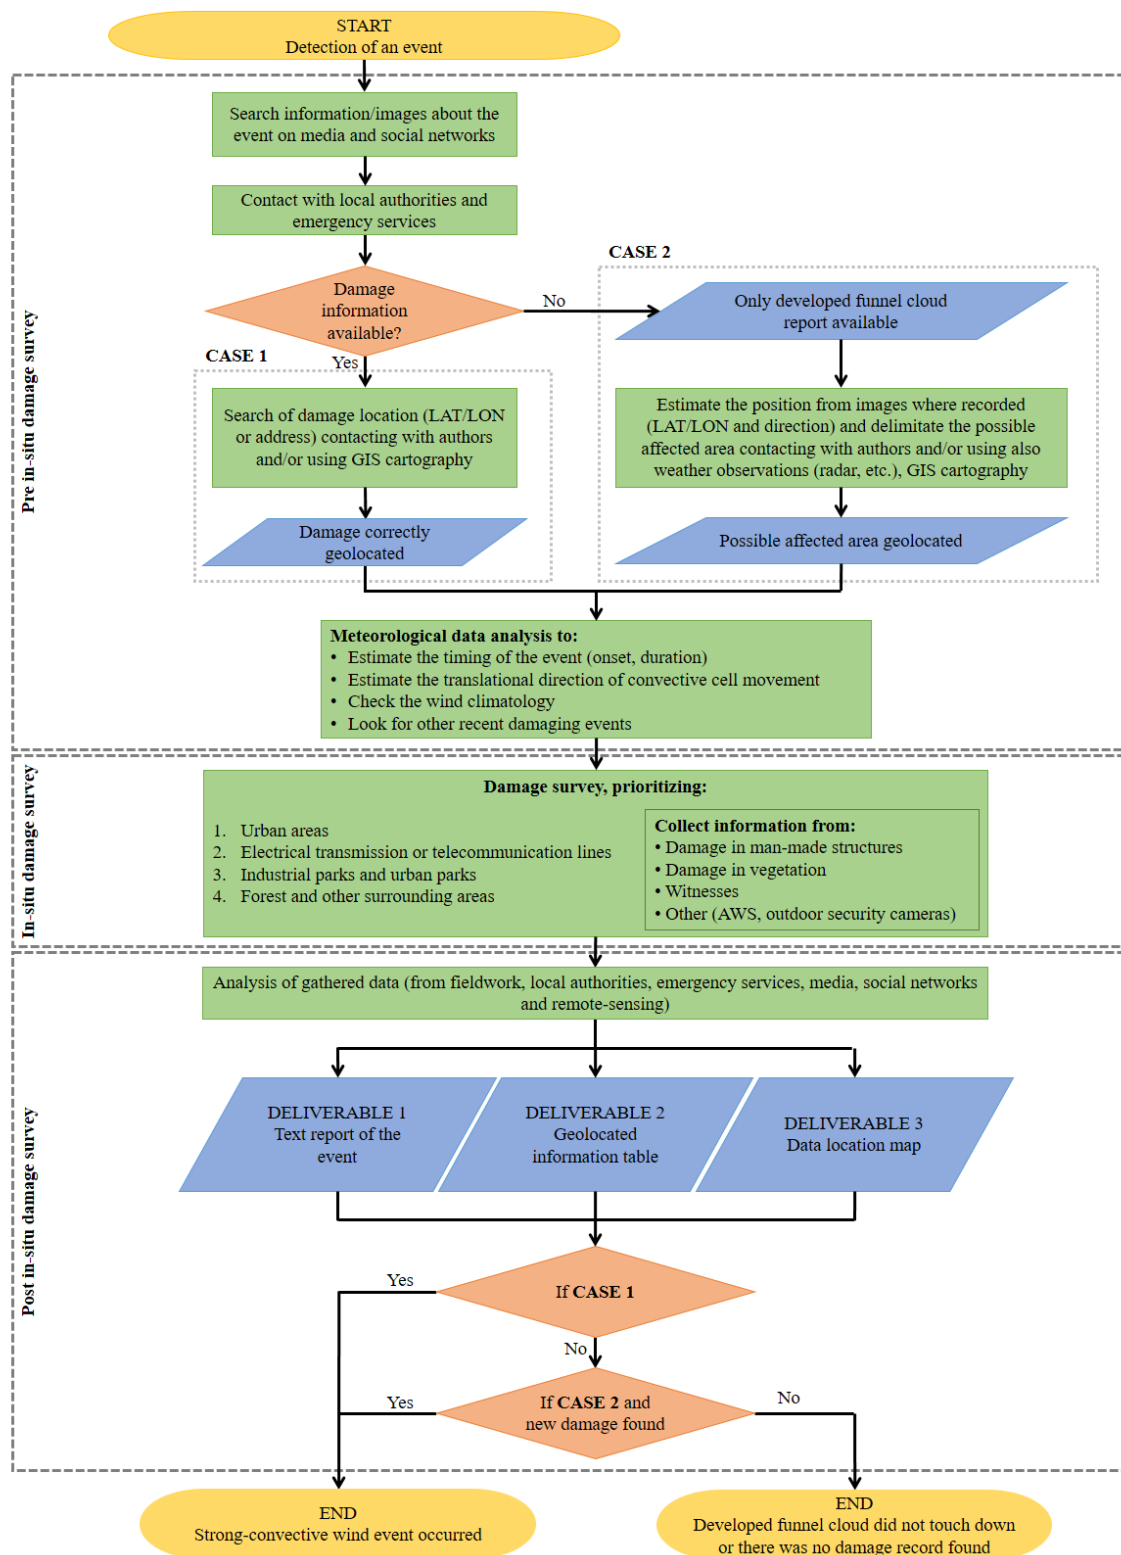 START
Detection of an event
Pre in-situ damage survey
Search information/images about the
event on media and social networks
Contact with local authorities and
emergency services
Damage
information
available?
No
Yes
CASE 2
Only developed funnel cloud
report available
CASE 1
Search of damage location (LAT/LON
or address) contacting with authors
and/or using GIS cartography
Estimate the position from images where recorded
(LAT/LON and direction) and delimitate the possible
affected area contacting with authors and/or using also
weather observations (radar, etc.), GIS cartography
Damage correctly
geolocated
Possible affected area geolocated
Meteorological data analysis to:
• Estimate the timing of the event (onset, duration)
• Estimate the translational direction of convective cell movement
• Check the wind climatology
• Look for other recent damaging events
In-situ damage survey
Damage survey, prioritizing:
1. Urban areas
2. Electrical transmission or telecommunication lines
3. Industrial parks and urban parks
4. Forest and other surrounding areas
Collect information from:
• Damage in man-made structures
• Damage in vegetation
• Witnesses
• Other (AWS, outdoor security cameras)
Post in-situ damage survey
Analysis of gathered data (from fieldwork, local authorities, emergency services, media, social networks
and remote-sensing)
DELIVERABLE 1
Text report of the
event
DELIVERABLE 2
Geolocated
information table
DELIVERABLE 3
Data location map
If CASE 1
Yes
No
If CASE 2 and
new damage found
Yes
No
END
Strong-convective wind event occurred
END
Developed funnel cloud did not touch down
or there was no damage record found